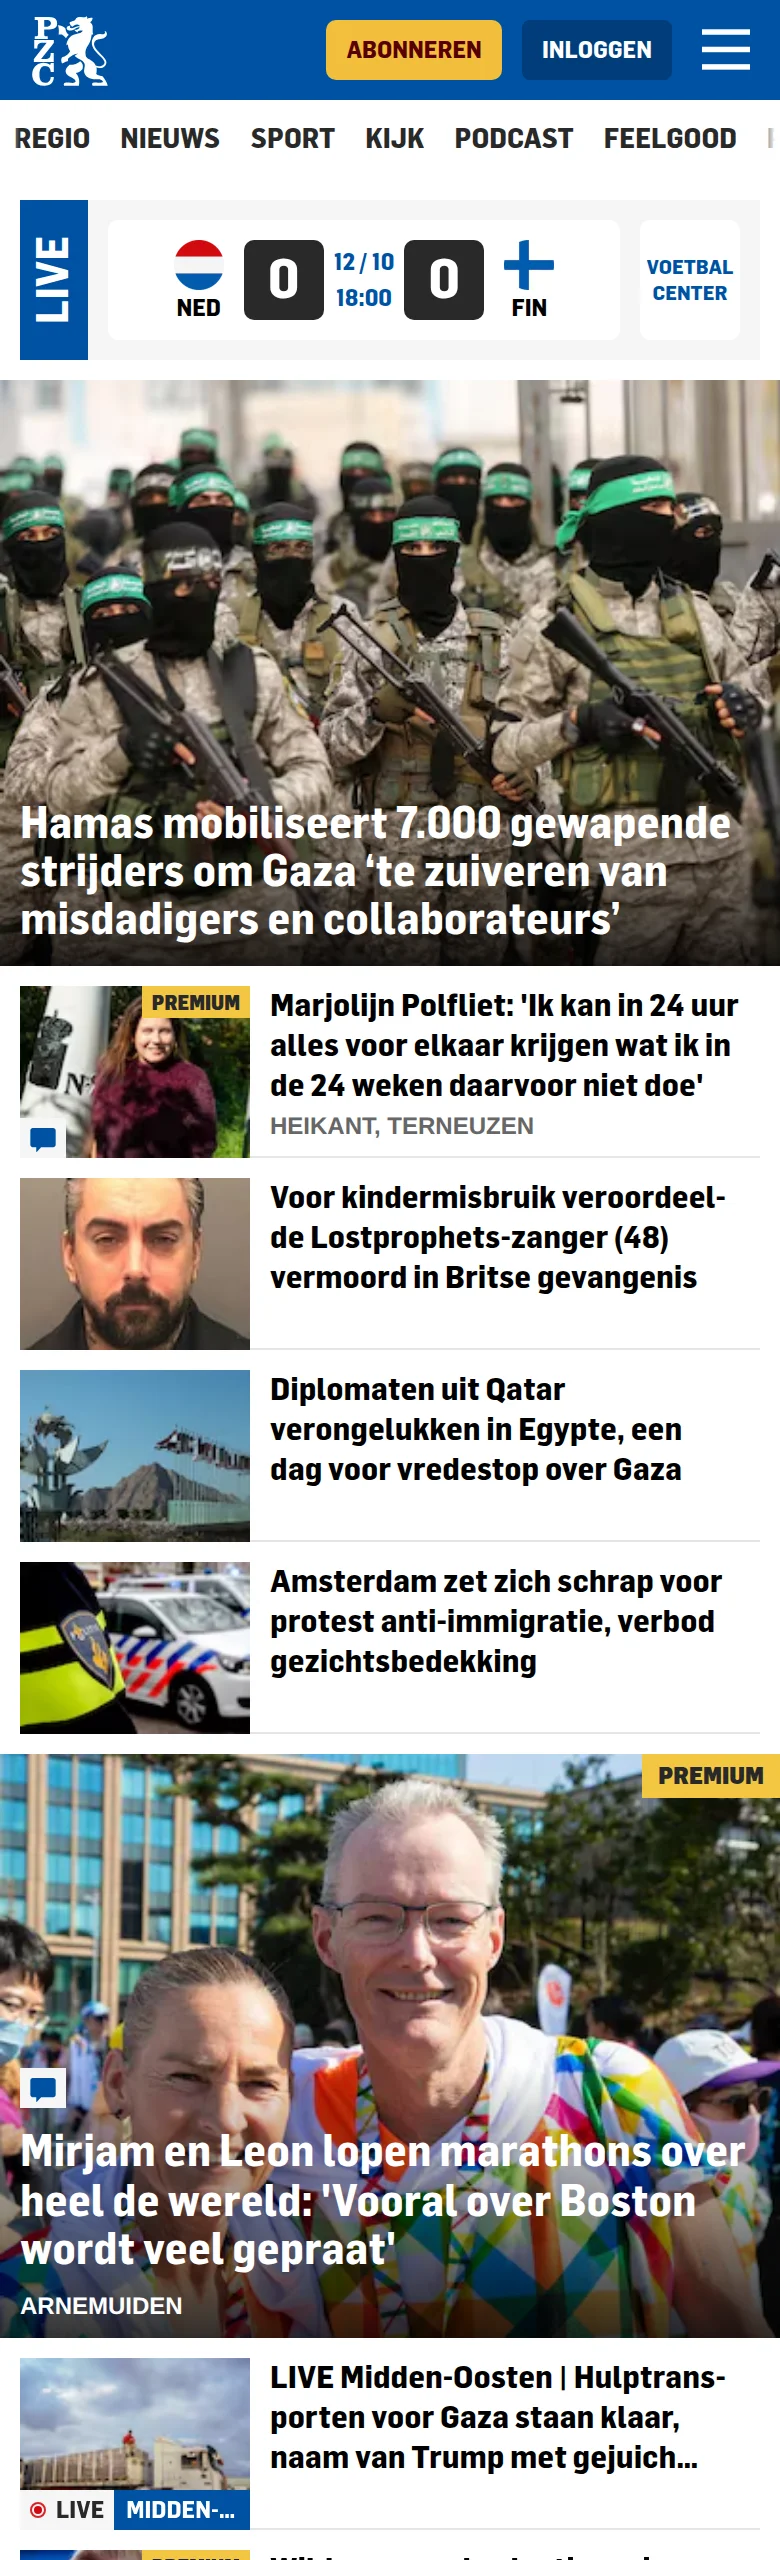 PZC
ABONNEREN
INLOGGEN
REGIO NIEUWS SPORT KIJK PODCAST FEELGOOD
LIVE
NED
0
12 / 10
18:00
0
FIN
VOETBAL
CENTER
Hamas mobiliseert 7.000 gewapende
strijders om Gaza ‘te zuiveren van
misdadigers en collaborateurs’
PREMIUM
Marjolijn Polfliet: 'Ik kan in 24 uur
alles voor elkaar krijgen wat ik in
de 24 weken daarvoor niet doe'
HEIKANT, TERNEUZEN
Voor kindermisbruik veroordeel-
de Lostprophets-zanger (48)
vermoord in Britse gevangenis
Diplomaten uit Qatar
verongelukken in Egypte, een
dag voor vredestop over Gaza
Amsterdam zet zich schrap voor
protest anti-immigratie, verbod
gezichtsbedekking
PREMIUM
Mirjam en Leon lopen marathons over
heel de wereld: 'Vooral over Boston
wordt veel gepraat'
ARNEMUIDEN
LIVE Midden-Oosten | Hulptrans-
porten voor Gaza staan klaar,
naam van Trump met gejuich...
LIVE
MIDDEN-...